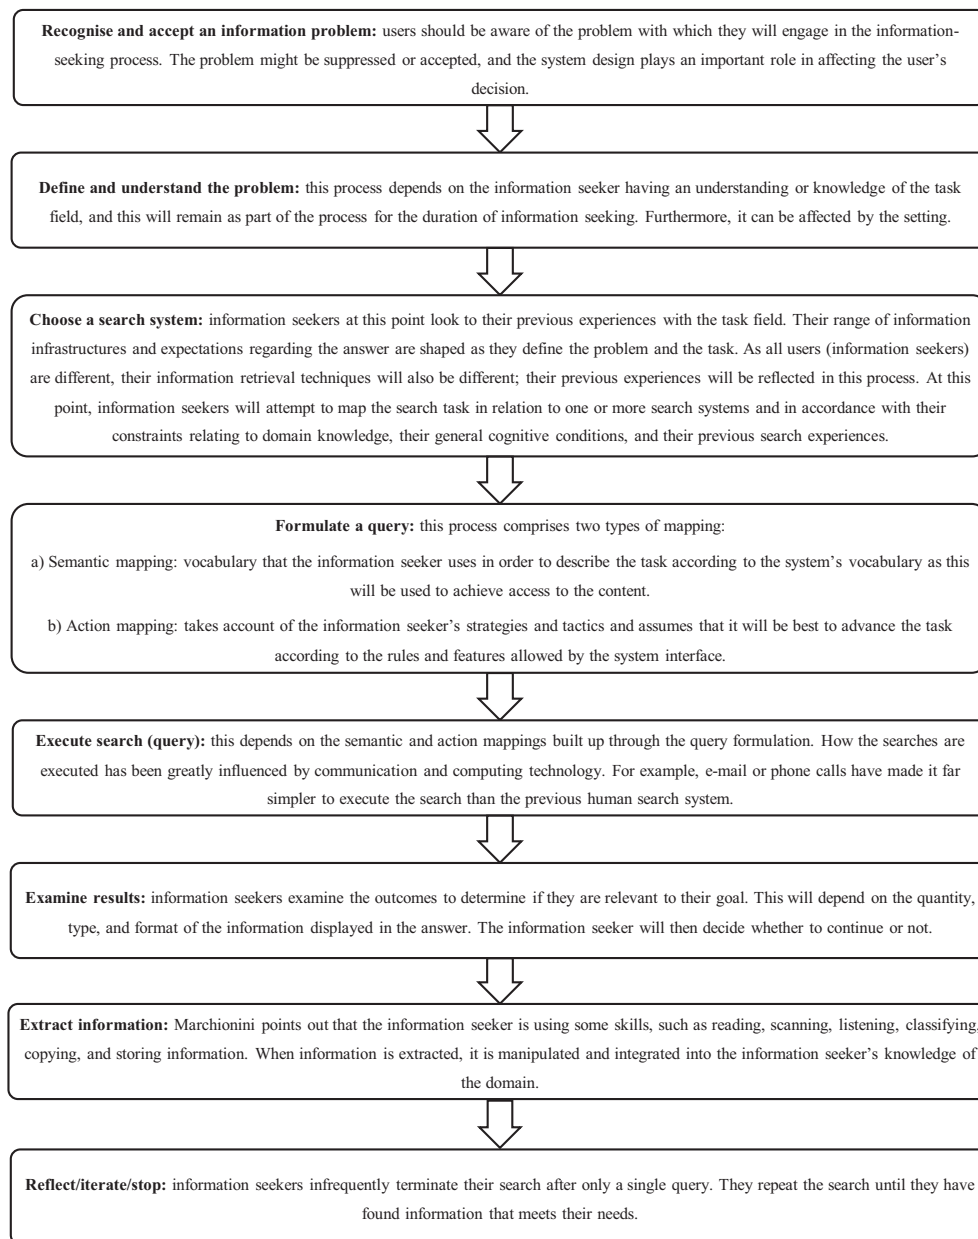 Recognise and accept an information problem: users should be aware of the problem with which they will engage in the information-
seeking process. The problem might be suppressed or accepted, and the system design plays an important role in affecting the user’s
decision.
Define and understand the problem: this process depends on the information seeker having an understanding or knowledge of the task
field, and this will remain as part of the process for the duration of information seeking. Furthermore, it can be affected by the setting.
Choose a search system: information seekers at this point look to their previous experiences with the task field. Their range of information
infrastructures and expectations regarding the answer are shaped as they define the problem and the task. As all users (information seekers)
are different, their information retrieval techniques will also be different; their previous experiences will be reflected in this process. At this
point, information seekers will attempt to map the search task in relation to one or more search systems and in accordance with their
constraints relating to domain knowledge, their general cognitive conditions, and their previous search experiences.
Formulate a query: this process comprises two types of mapping:
a) Semantic mapping: vocabulary that the information seeker uses in order to describe the task according to the system’s vocabulary as this
will be used to achieve access to the content.
b) Action mapping: takes account of the information seeker’s strategies and tactics and assumes that it will be best to advance the task
according to the rules and features allowed by the system interface.
Execute search (query): this depends on the semantic and action mappings built up through the query formulation. How the searches are
executed has been greatly influenced by communication and computing technology. For example, e-mail or phone calls have made it far
simpler to execute the search than the previous human search system.
Examine results: information seekers examine the outcomes to determine if they are relevant to their goal. This will depend on the quantity,
type, and format of the information displayed in the answer. The information seeker will then decide whether to continue or not.
Extract information: Marchionini points out that the information seeker is using some skills, such as reading, scanning, listening, classifying,
copying, and storing information. When information is extracted, it is manipulated and integrated into the information seeker’s knowledge of
the domain.
Reflect/iterate/stop: information seekers infrequently terminate their search after only a single query. They repeat the search until they have
found information that meets their needs.